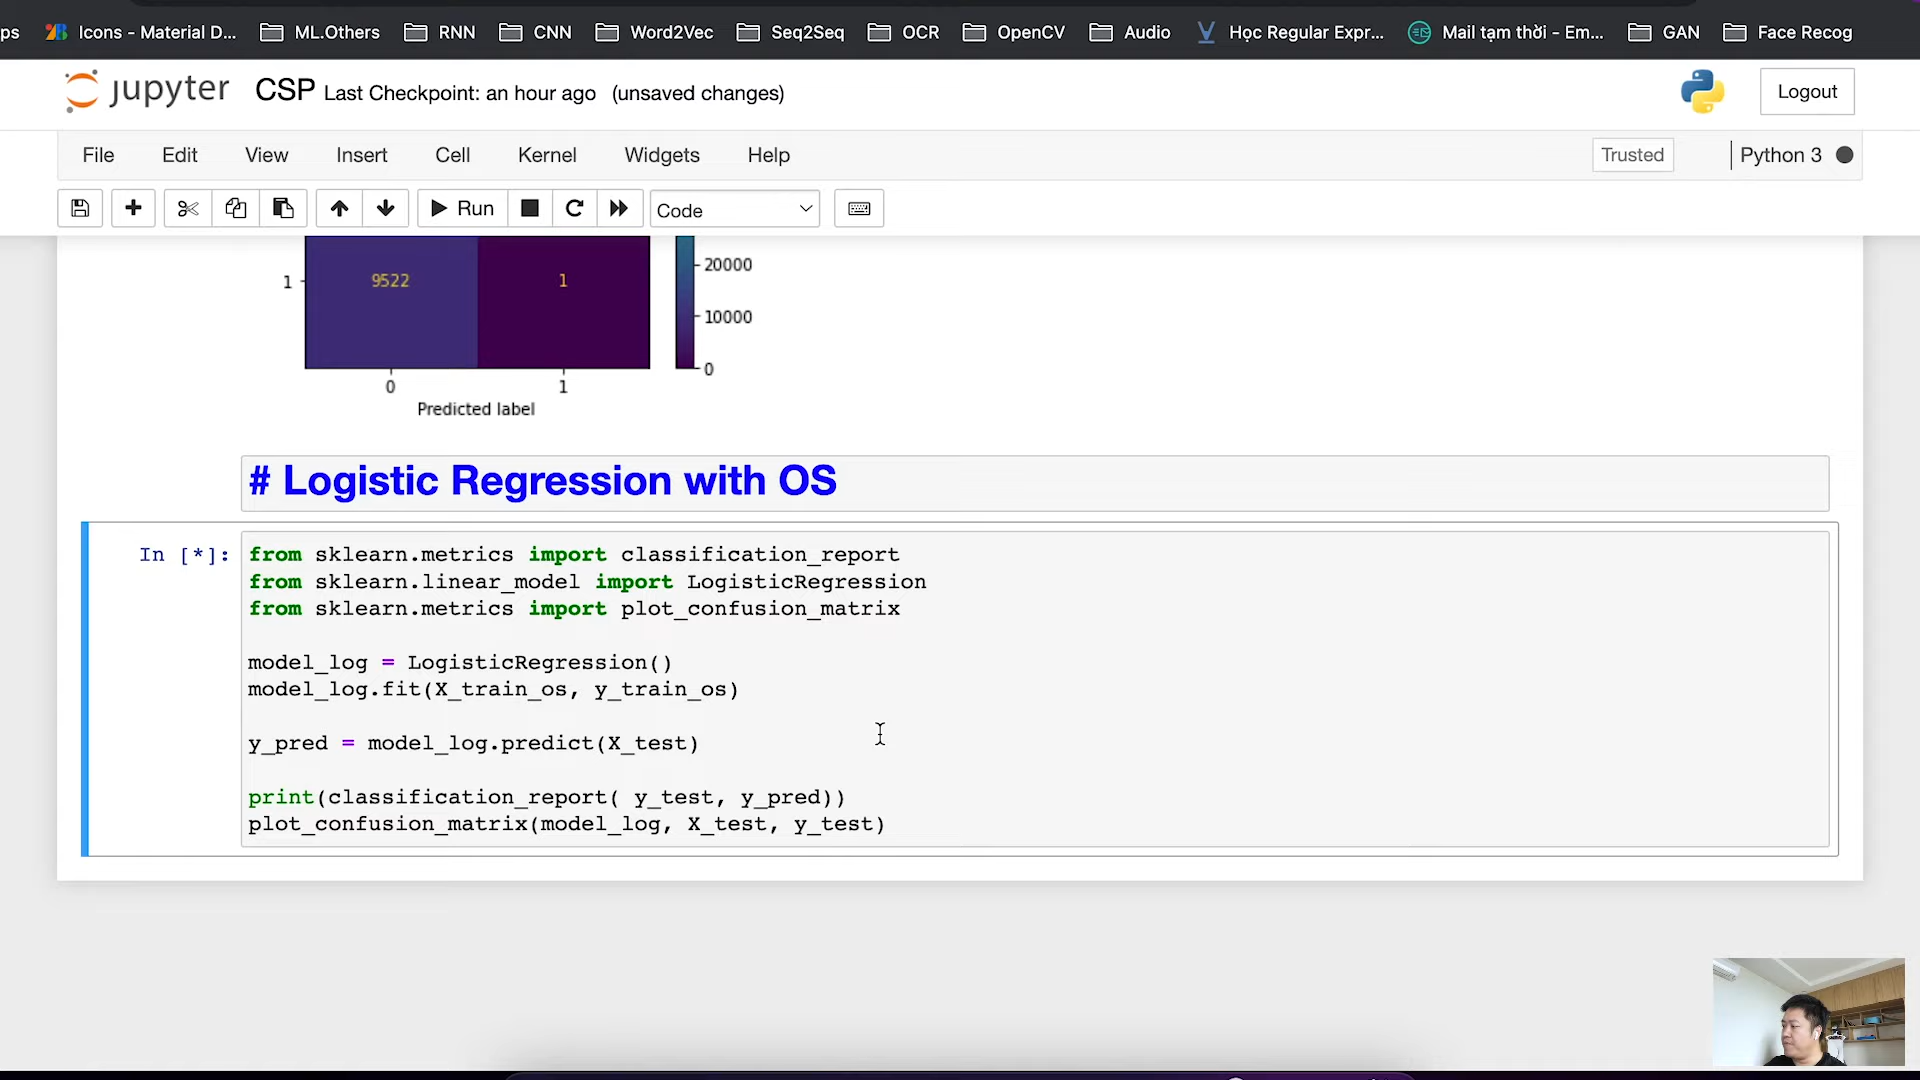 ps Icons - Material D... ML.Others RNN CNN Word2Vec Seq2Seq OCR OpenCV Audio Học Regular Expr... Mail tạm thời - Em... GAN Face Recog
jupyter CSP Last Checkpoint: an hour ago (unsaved changes) Logout
File Edit View Insert Cell Kernel Widgets Help Trusted Python 3
Run Code
20000
1 9522 1
10000
0
0 1
Predicted label
# Logistic Regression with OS
In [*]: from sklearn.metrics import classification_report
from sklearn.linear_model import LogisticRegression
from sklearn.metrics import plot_confusion_matrix
model_log = LogisticRegression()
model_log.fit(X_train_os, y_train_os)
y_pred = model_log.predict(X_test)
print(classification_report( y_test, y_pred))
plot_confusion_matrix(model_log, X_test, y_test)